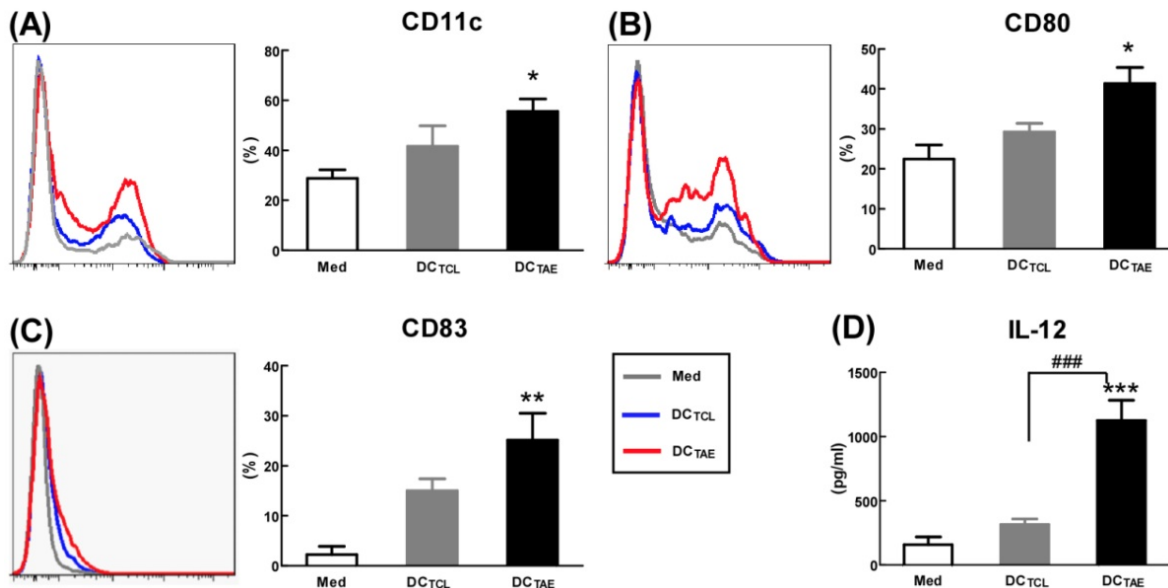 (A)
CD11c
80
60
40
20
0
(%)
Med
DCTCL
DCTAE
*
(B)
CD80
50
40
30
20
10
0
(%)
Med
DCTCL
DCTAE
*
(C)
CD83
40
30
20
10
0
(%)
Med
DCTCL
DCTAE
**
Med
DCTCL
DCTAE
(D)
IL-12
1500
1000
500
0
(pg/ml)
###
***
Med
DCTCL
DCTAE